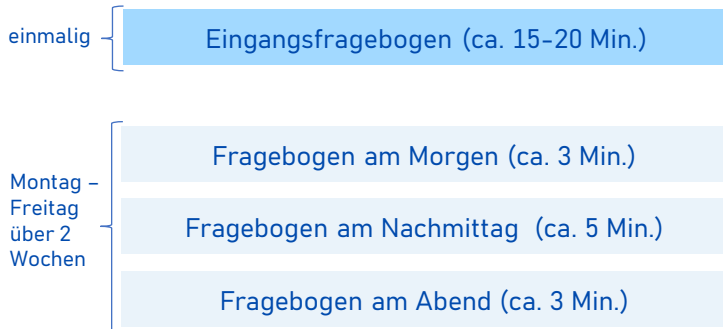 einmalig
Eingangsfragebogen (ca. 15-20 Min.)
Fragebogen am Morgen (ca. 3 Min.)
Montag –
Freitag
über 2
Wochen
Fragebogen am Nachmittag (ca. 5 Min.)
Fragebogen am Abend (ca. 3 Min.)